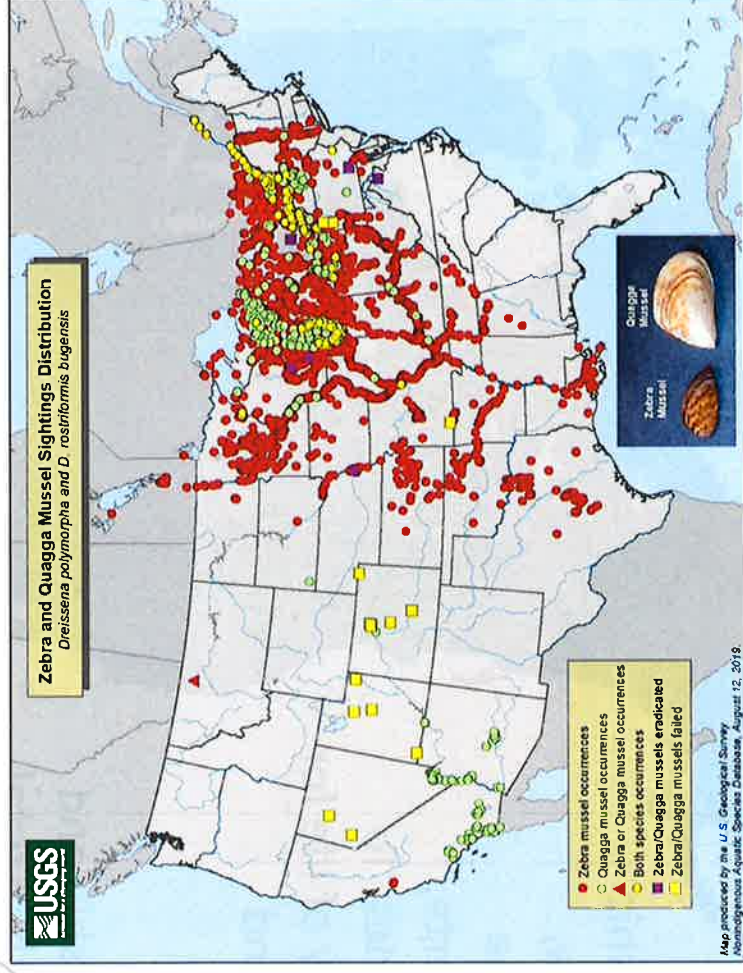 USGS
Zebra and Quagga Mussel Sightings Distribution
Dreissena polymorpha and D. rostriformis bugensis
Zebra mussel occurrences
Quagga mussel occurrences
Zebra or Quagga mussel occurrences
Both species occurrences
Zebra/Quagga mussels eradicated
Zebra/Quagga mussels failed
Zebra
Mussel
Quagga
Mussel
Map produced by the U.S. Geological Survey
Nonindigenous Aquatic Species Database, August 12, 2019.